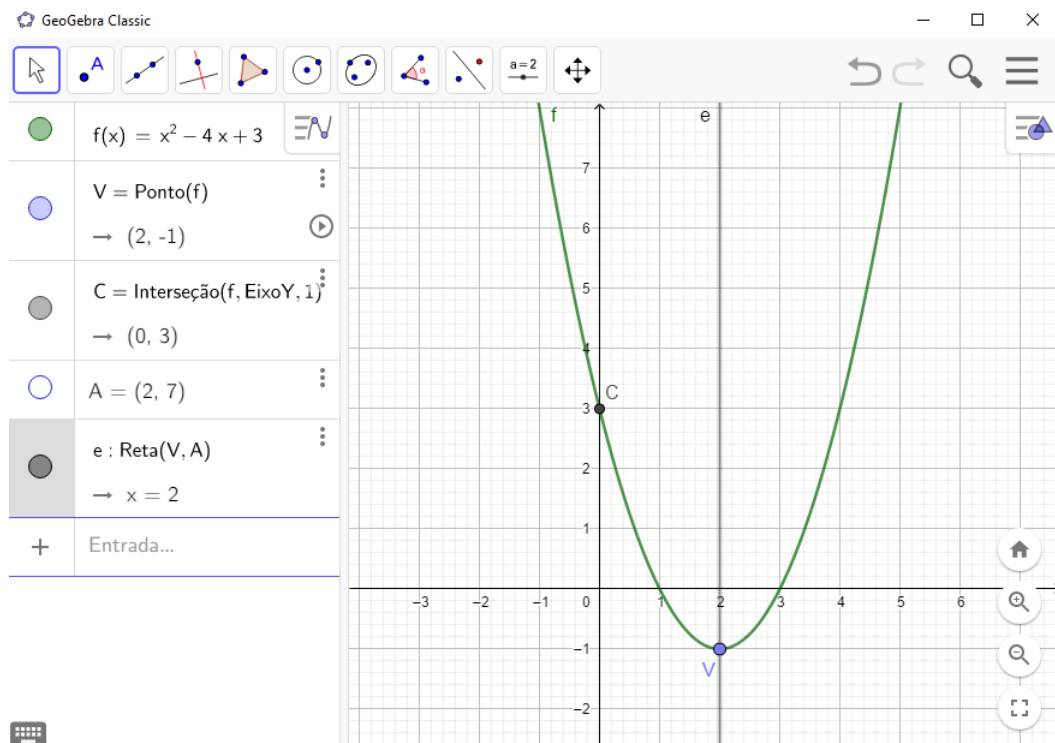 GeoGebra Classic
A
α
a = 2
f(x) = x² − 4 x + 3
V = Ponto(f)
→ (2, -1)
C = Interseção(f, EixoY, 1)
→ (0, 3)
A = (2, 7)
e : Reta(V, A)
→ x = 2
+ Entrada...
f
e
7
6
5
4
C
3
2
1
−3 −2 −1 0 1 2 3 4 5 6
−1
V
−2